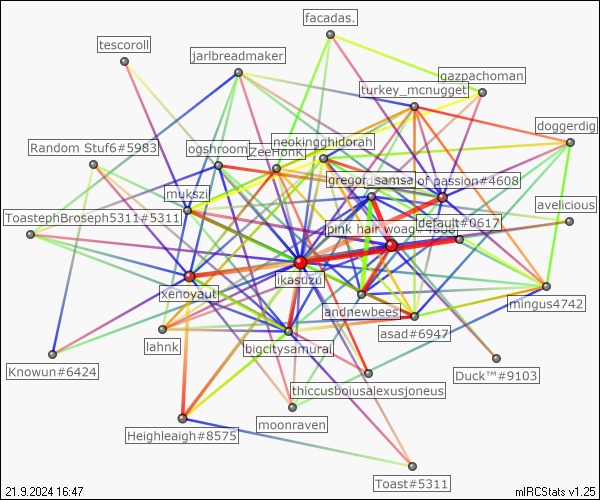 facadas.
tescoroll
jarlbreadmaker
gazpachoman
turkey_mcnugget
doggerdig
neokingghidorah
Random Stuf6#5983
ogshroom
ZeeHonK
gregor_samsa
of passion#4608
mukszil
avelicious
ToastephBroseph5311#5311
default#0617
pink hair
ikasuzu
xenoyaut
mingus4742
andnewbees
asad#6947
lahnk
bigcitysamurai
Knowun#6424
Duck™#9103
thiccusboiusalexusjoneus
moonraven
Heighleaigh#8575
Toast#5311
21.9.2024 16:47
mIRCStats v1.25